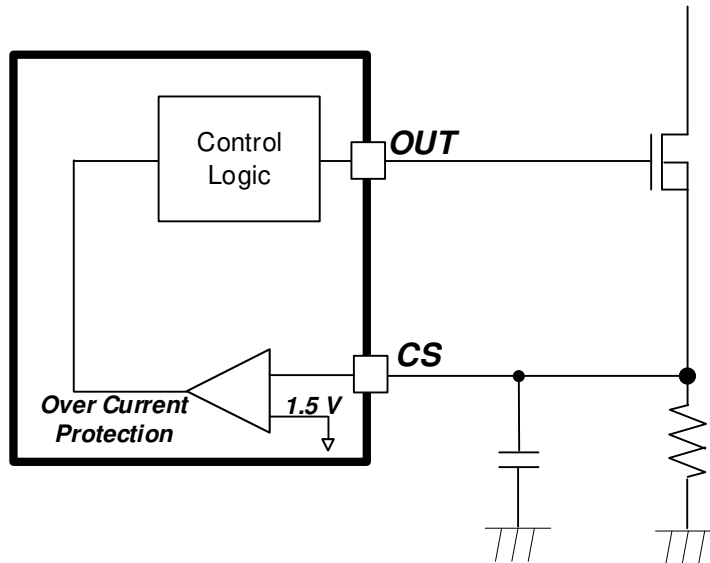 Control
Logic
OUT
CS
1.5 V
Over Current
Protection